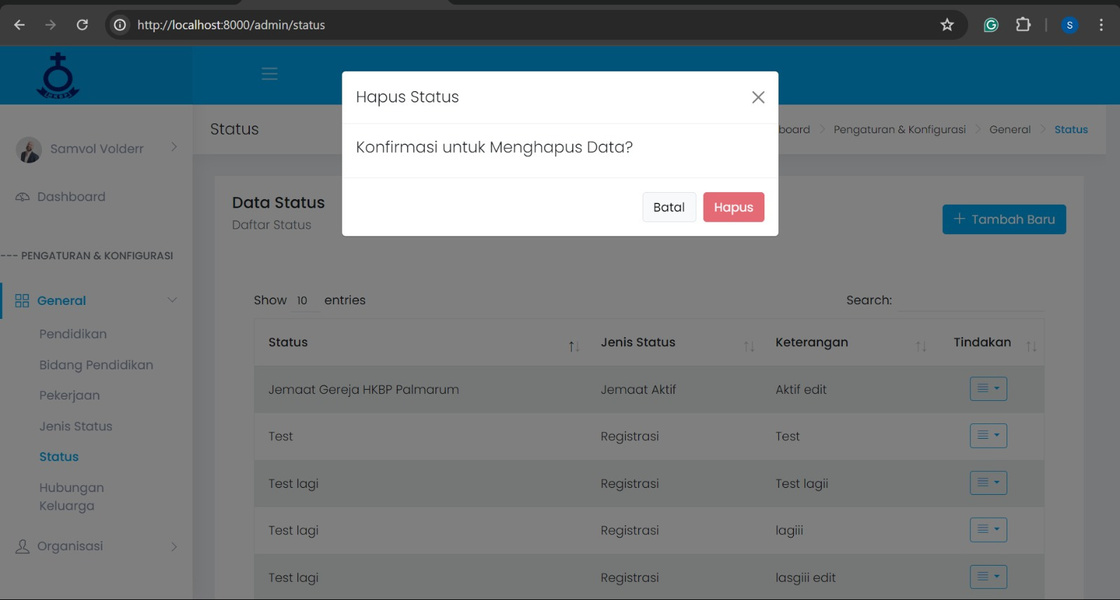 http://localhost:8000/admin/status
S
Hapus Status
Konfirmasi untuk Menghapus Data?
Batal
Hapus
Samvol Volderr
Dashboard
--- PENGATURAN & KONFIGURASI
General
Pendidikan
Bidang Pendidikan
Pekerjaan
Jenis Status
Status
Hubungan
Keluarga
Organisasi
Status
board > Pengaturan & Konfigurasi > General > Status
Data Status
Daftar Status
+ Tambah Baru
Show 10 entries
Search:
Status Jenis Status Keterangan Tindakan
Jemaat Gereja HKBP Palmarum Jemaat Aktif Aktif edit
Test Registrasi Test
Test lagi Registrasi Test lagii
Test lagi Registrasi lagiii
Test lagi Registrasi lasgiii edit